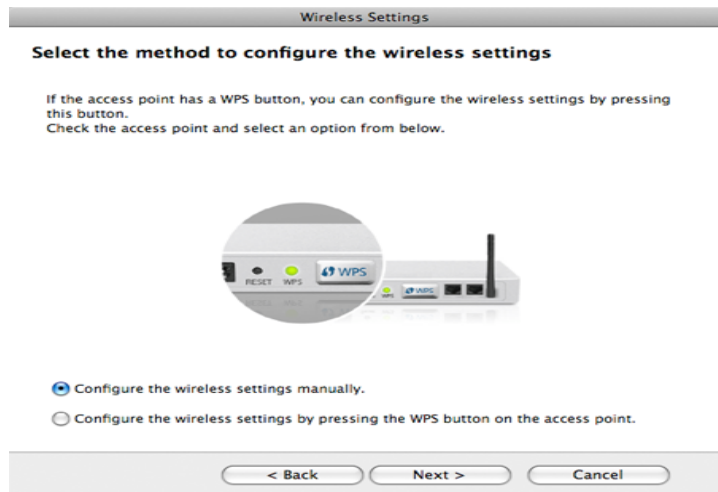 Wireless Settings
Select the method to configure the wireless settings
If the access point has a WPS button, you can configure the wireless settings by pressing
this button.
Check the access point and select an option from below.
WPS
RESET WPS
WPS WPS
Configure the wireless settings manually.
Configure the wireless settings by pressing the WPS button on the access point.
< Back Next > Cancel